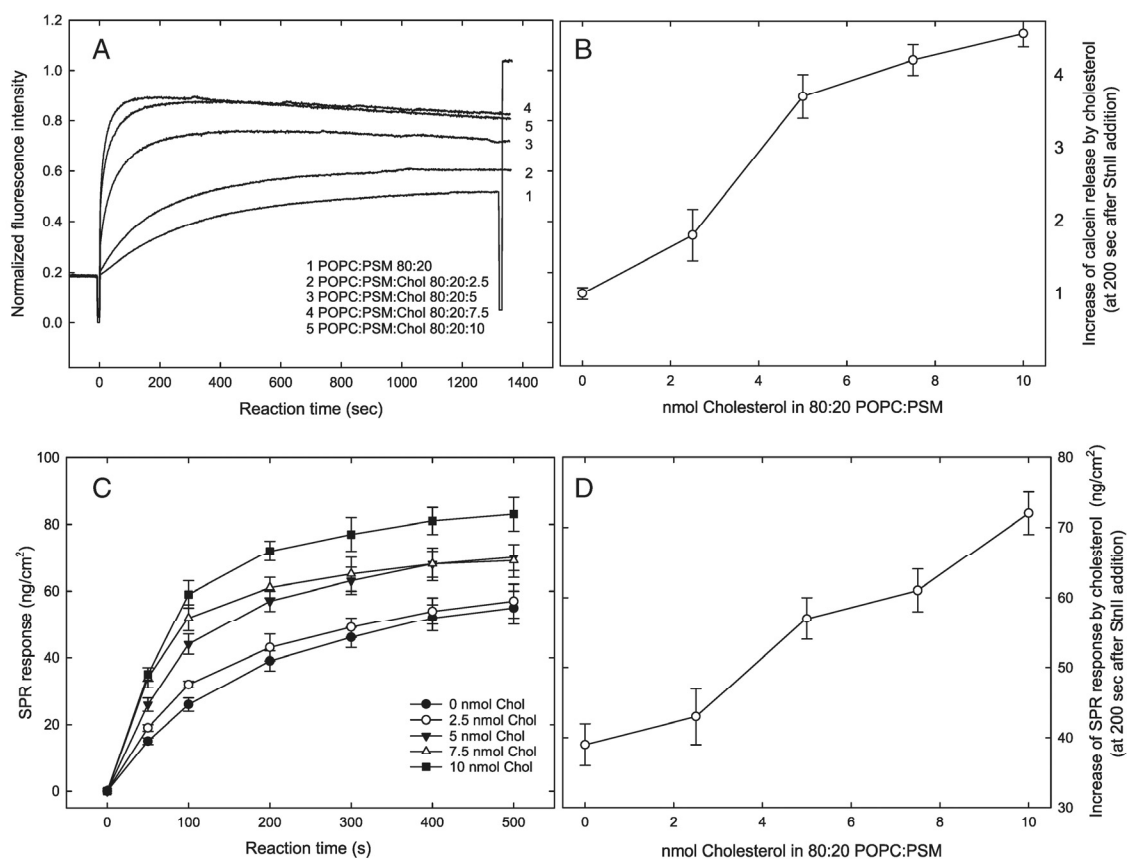 A
Normalized fluorescence intensity
1.2
1.0
0.8
0.6
0.4
0.2
0.0
4
5
3
2
1
1 POPC:PSM 80:20
2 POPC:PSM:Chol 80:20:2.5
3 POPC:PSM:Chol 80:20:5
4 POPC:PSM:Chol 80:20:7.5
5 POPC:PSM:Chol 80:20:10
0 200 400 600 800 1000 1200 1400
Reaction time (sec)
B
4
3
2
1
Increase of calcein release by cholesterol
(at 200 sec after StnII addition)
0 2 4 6 8 10
nmol Cholesterol in 80:20 POPC:PSM
C
SPR response (ng/cm²)
100
80
60
40
20
0
0 nmol Chol
2.5 nmol Chol
5 nmol Chol
7.5 nmol Chol
10 nmol Chol
0 100 200 300 400 500
Reaction time (s)
D
80
70
60
50
40
30
Increase of SPR response by cholesterol (ng/cm²)
(at 200 sec after StnII addition)
0 2 4 6 8 10
nmol Cholesterol in 80:20 POPC:PSM